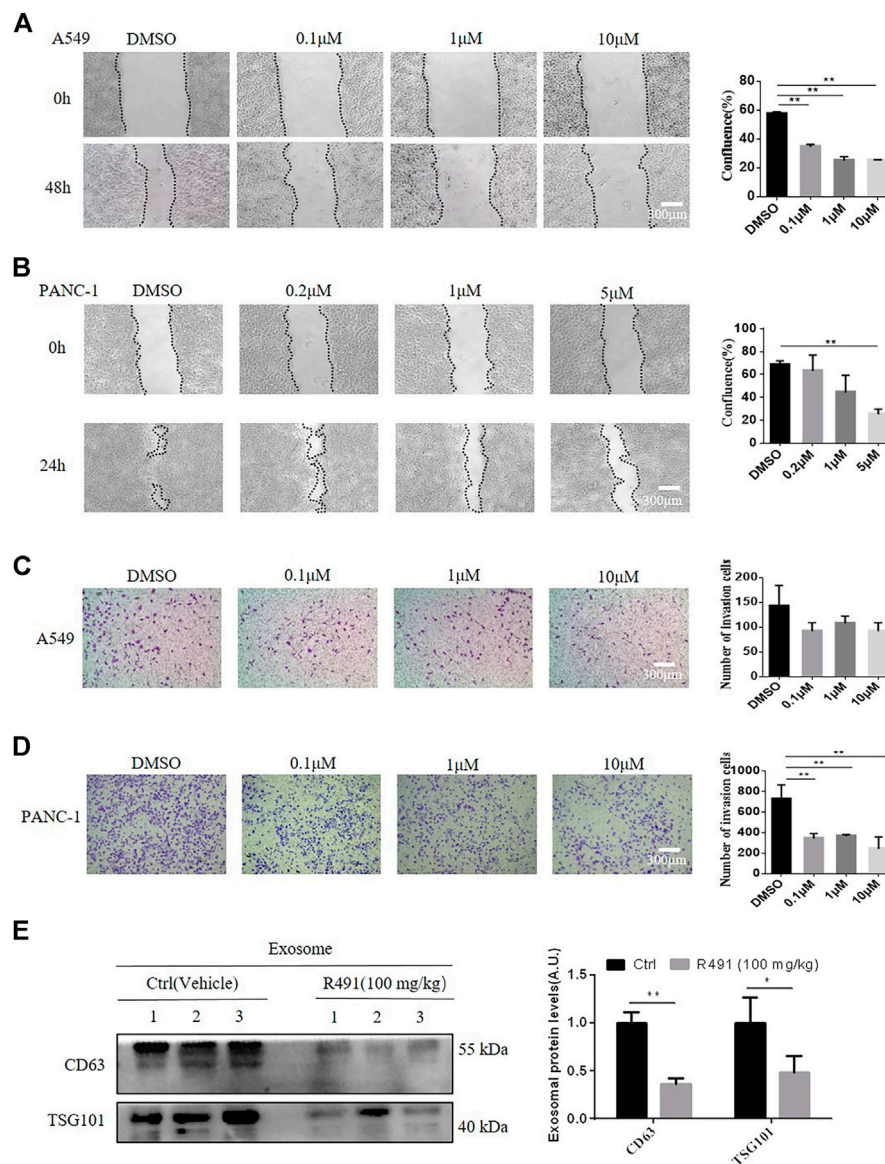 A
A549 DMSO 0.1μM 1μM 10μM
0h
48h
300μm
Confluence(%)
80
60
40
20
0
** 
**
**
DMSO
0.1μM
1μM
10μM
B
PANC-1 DMSO 0.2μM 1μM 5μM
0h
24h
300μm
Confluence(%)
100
80
60
40
20
0
**
DMSO
0.2μM
1μM
5μM
C
DMSO 0.1μM 1μM 10μM
A549
300μm
Number of invasion cells
200
150
100
50
0
DMSO
0.1μM
1μM
10μM
D
DMSO 0.1μM 1μM 10μM
PANC-1
300μm
Number of invasion cells
1000
800
600
400
200
0
**
**
**
DMSO
0.1μM
1μM
10μM
E
Exosome
Ctrl(Vehicle) R491(100 mg/kg)
1 2 3 1 2 3
CD63 55 kDa
TSG101 40 kDa
Ctrl R491 (100 mg/kg)
Exosomal protein levels(A.U.)
1.5
1.0
0.5
0.0
** *
CD63
TSG101